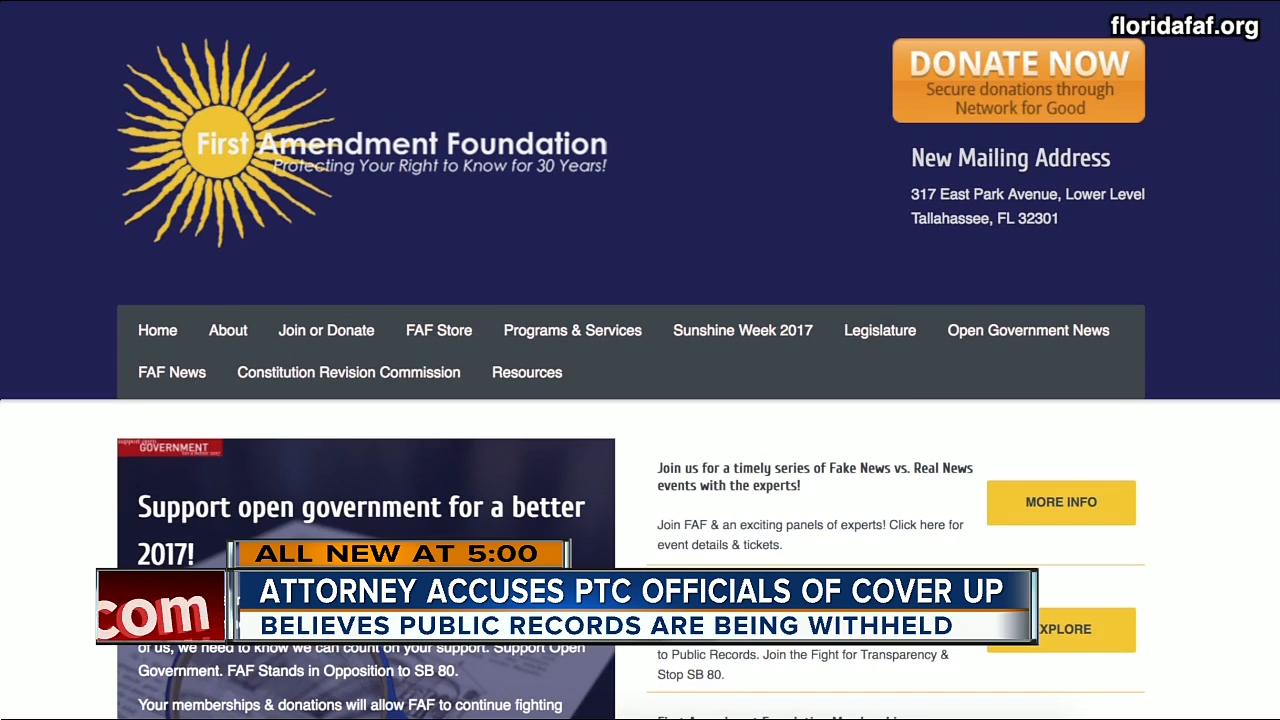 floridafaf.org
DONATE NOW
Secure donations through
Network for Good
First Amendment Foundation
Protecting Your Right to Know for 30 Years!
New Mailing Address
317 East Park Avenue, Lower Level
Tallahassee, FL 32301
Home About Join or Donate FAF Store Programs & Services Sunshine Week 2017 Legislature Open Government News
FAF News Constitution Revision Commission Resources
support open
GOVERNMENT
Support open government for a better
2017!
of us, we need to know we can count on your support. Support Open
Government. FAF Stands in Opposition to SB 80.
Your memberships & donations will allow FAF to continue fighting
Join us for a timely series of Fake News vs. Real News
events with the experts!
MORE INFO
Join FAF & an exciting panels of experts! Click here for
event details & tickets.
XPLORE
to Public Records. Join the Fight for Transparency &
Stop SB 80.
ALL NEW AT 5:00
com
ATTORNEY ACCUSES PTC OFFICIALS OF COVER UP
BELIEVES PUBLIC RECORDS ARE BEING WITHHELD